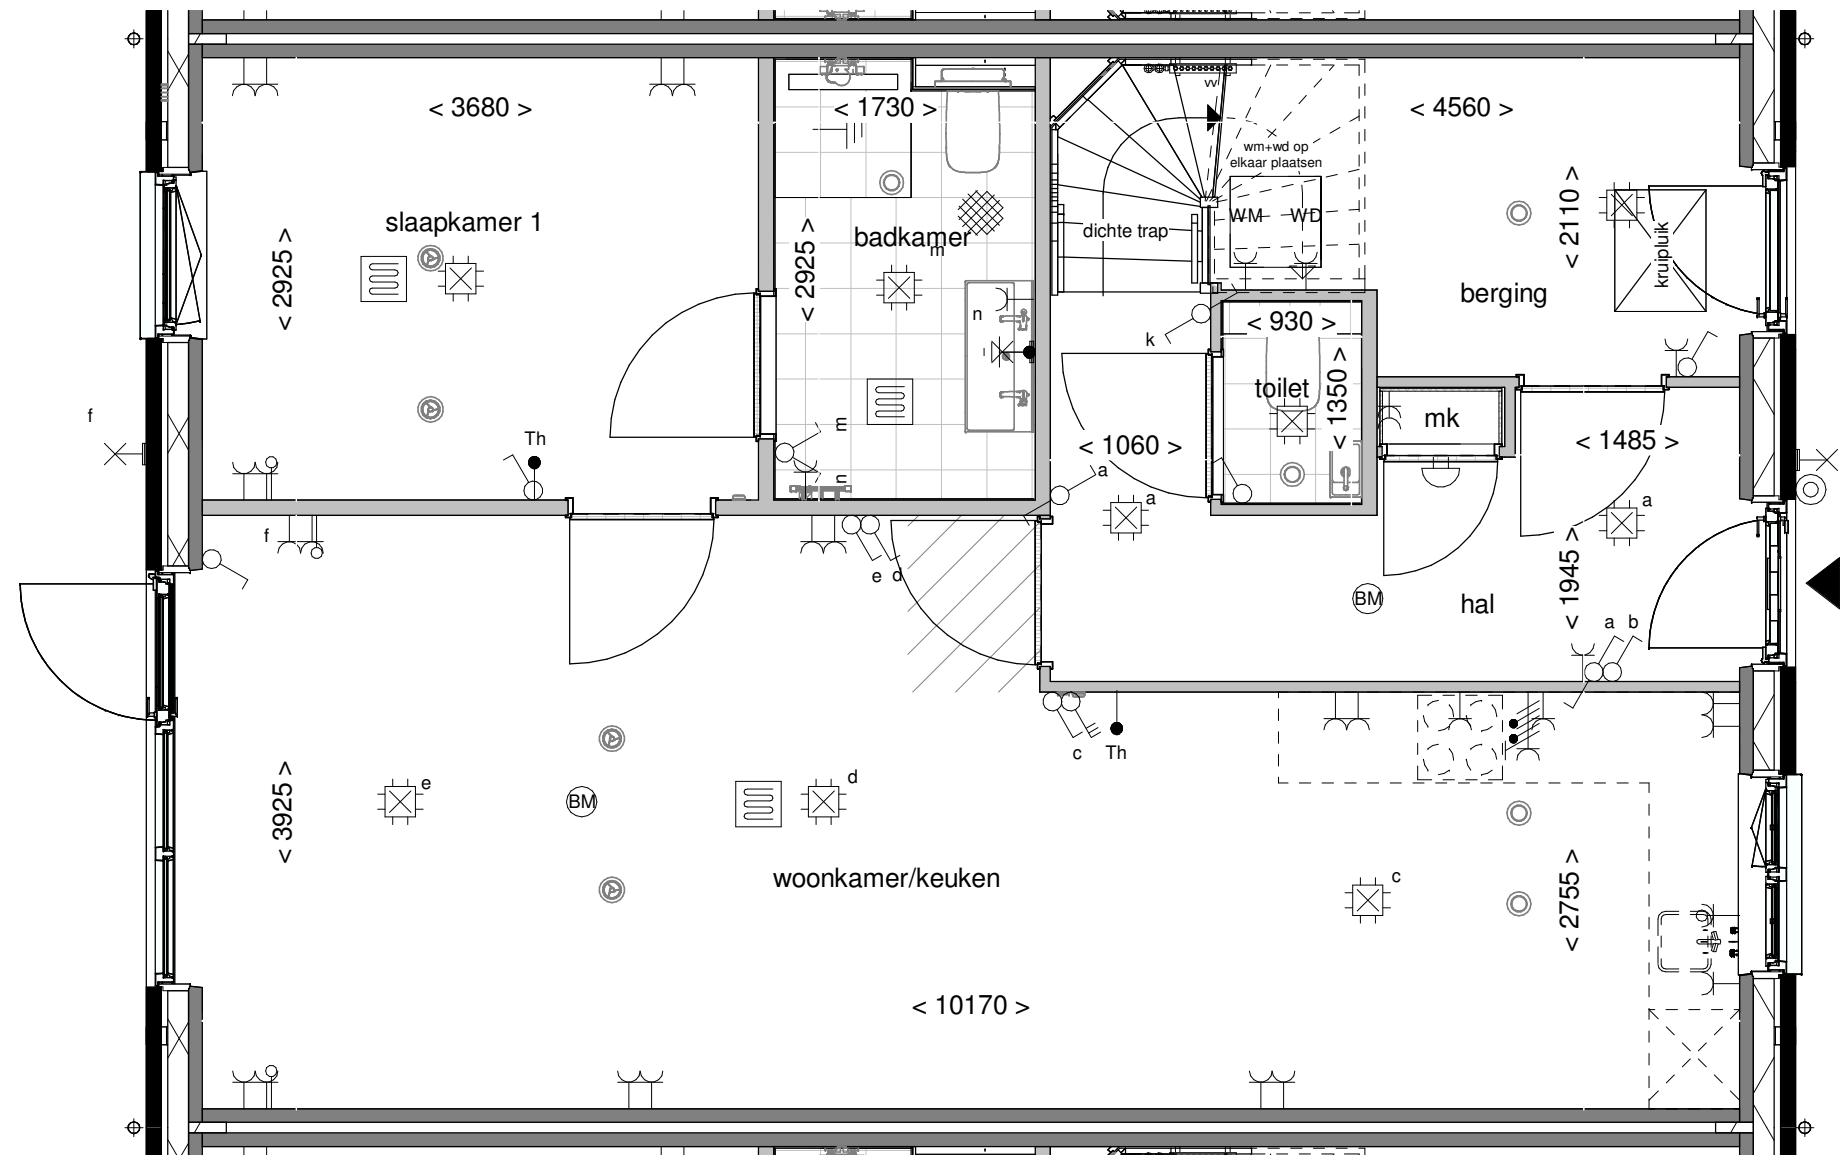 < 3680 >
< 1730 >
vv
< 4560 >
wm+wd op
elkaar plaatsen
slaapkamer 1
badkamer
m
< 2925 >
< 2925 >
dichte trap
WM
WD
< 2110 >
kruipluik
berging
n
k
< 930 >
toilet
< 1350 >
mk
f
Th
m
n
< 1060 >
a
a
< 1485 >
a
f
e d
BM
hal
< 1945 >
a b
c
Th
e
BM
d
< 3925 >
woonkamer/keuken
c
< 2755 >
< 10170 >